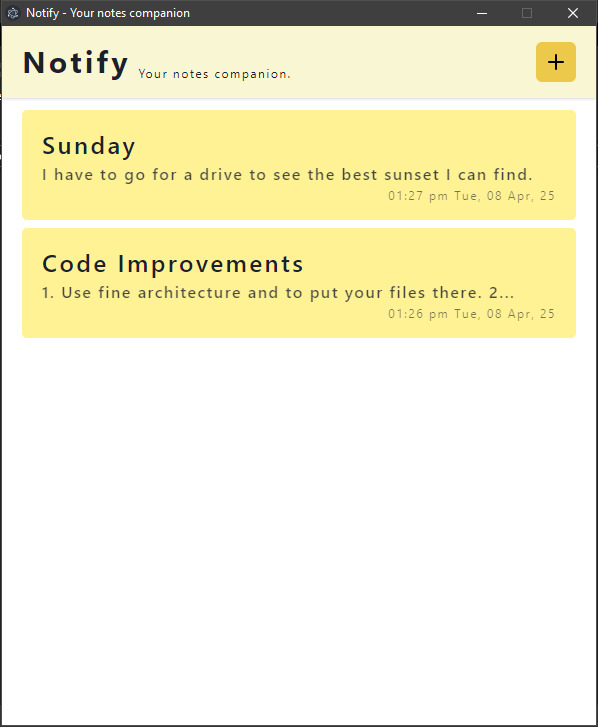 Notify - Your notes companion
Notify Your notes companion.
Sunday
I have to go for a drive to see the best sunset I can find.
01:27 pm Tue, 08 Apr, 25
Code Improvements
1. Use fine architecture and to put your files there. 2...
01:26 pm Tue, 08 Apr, 25